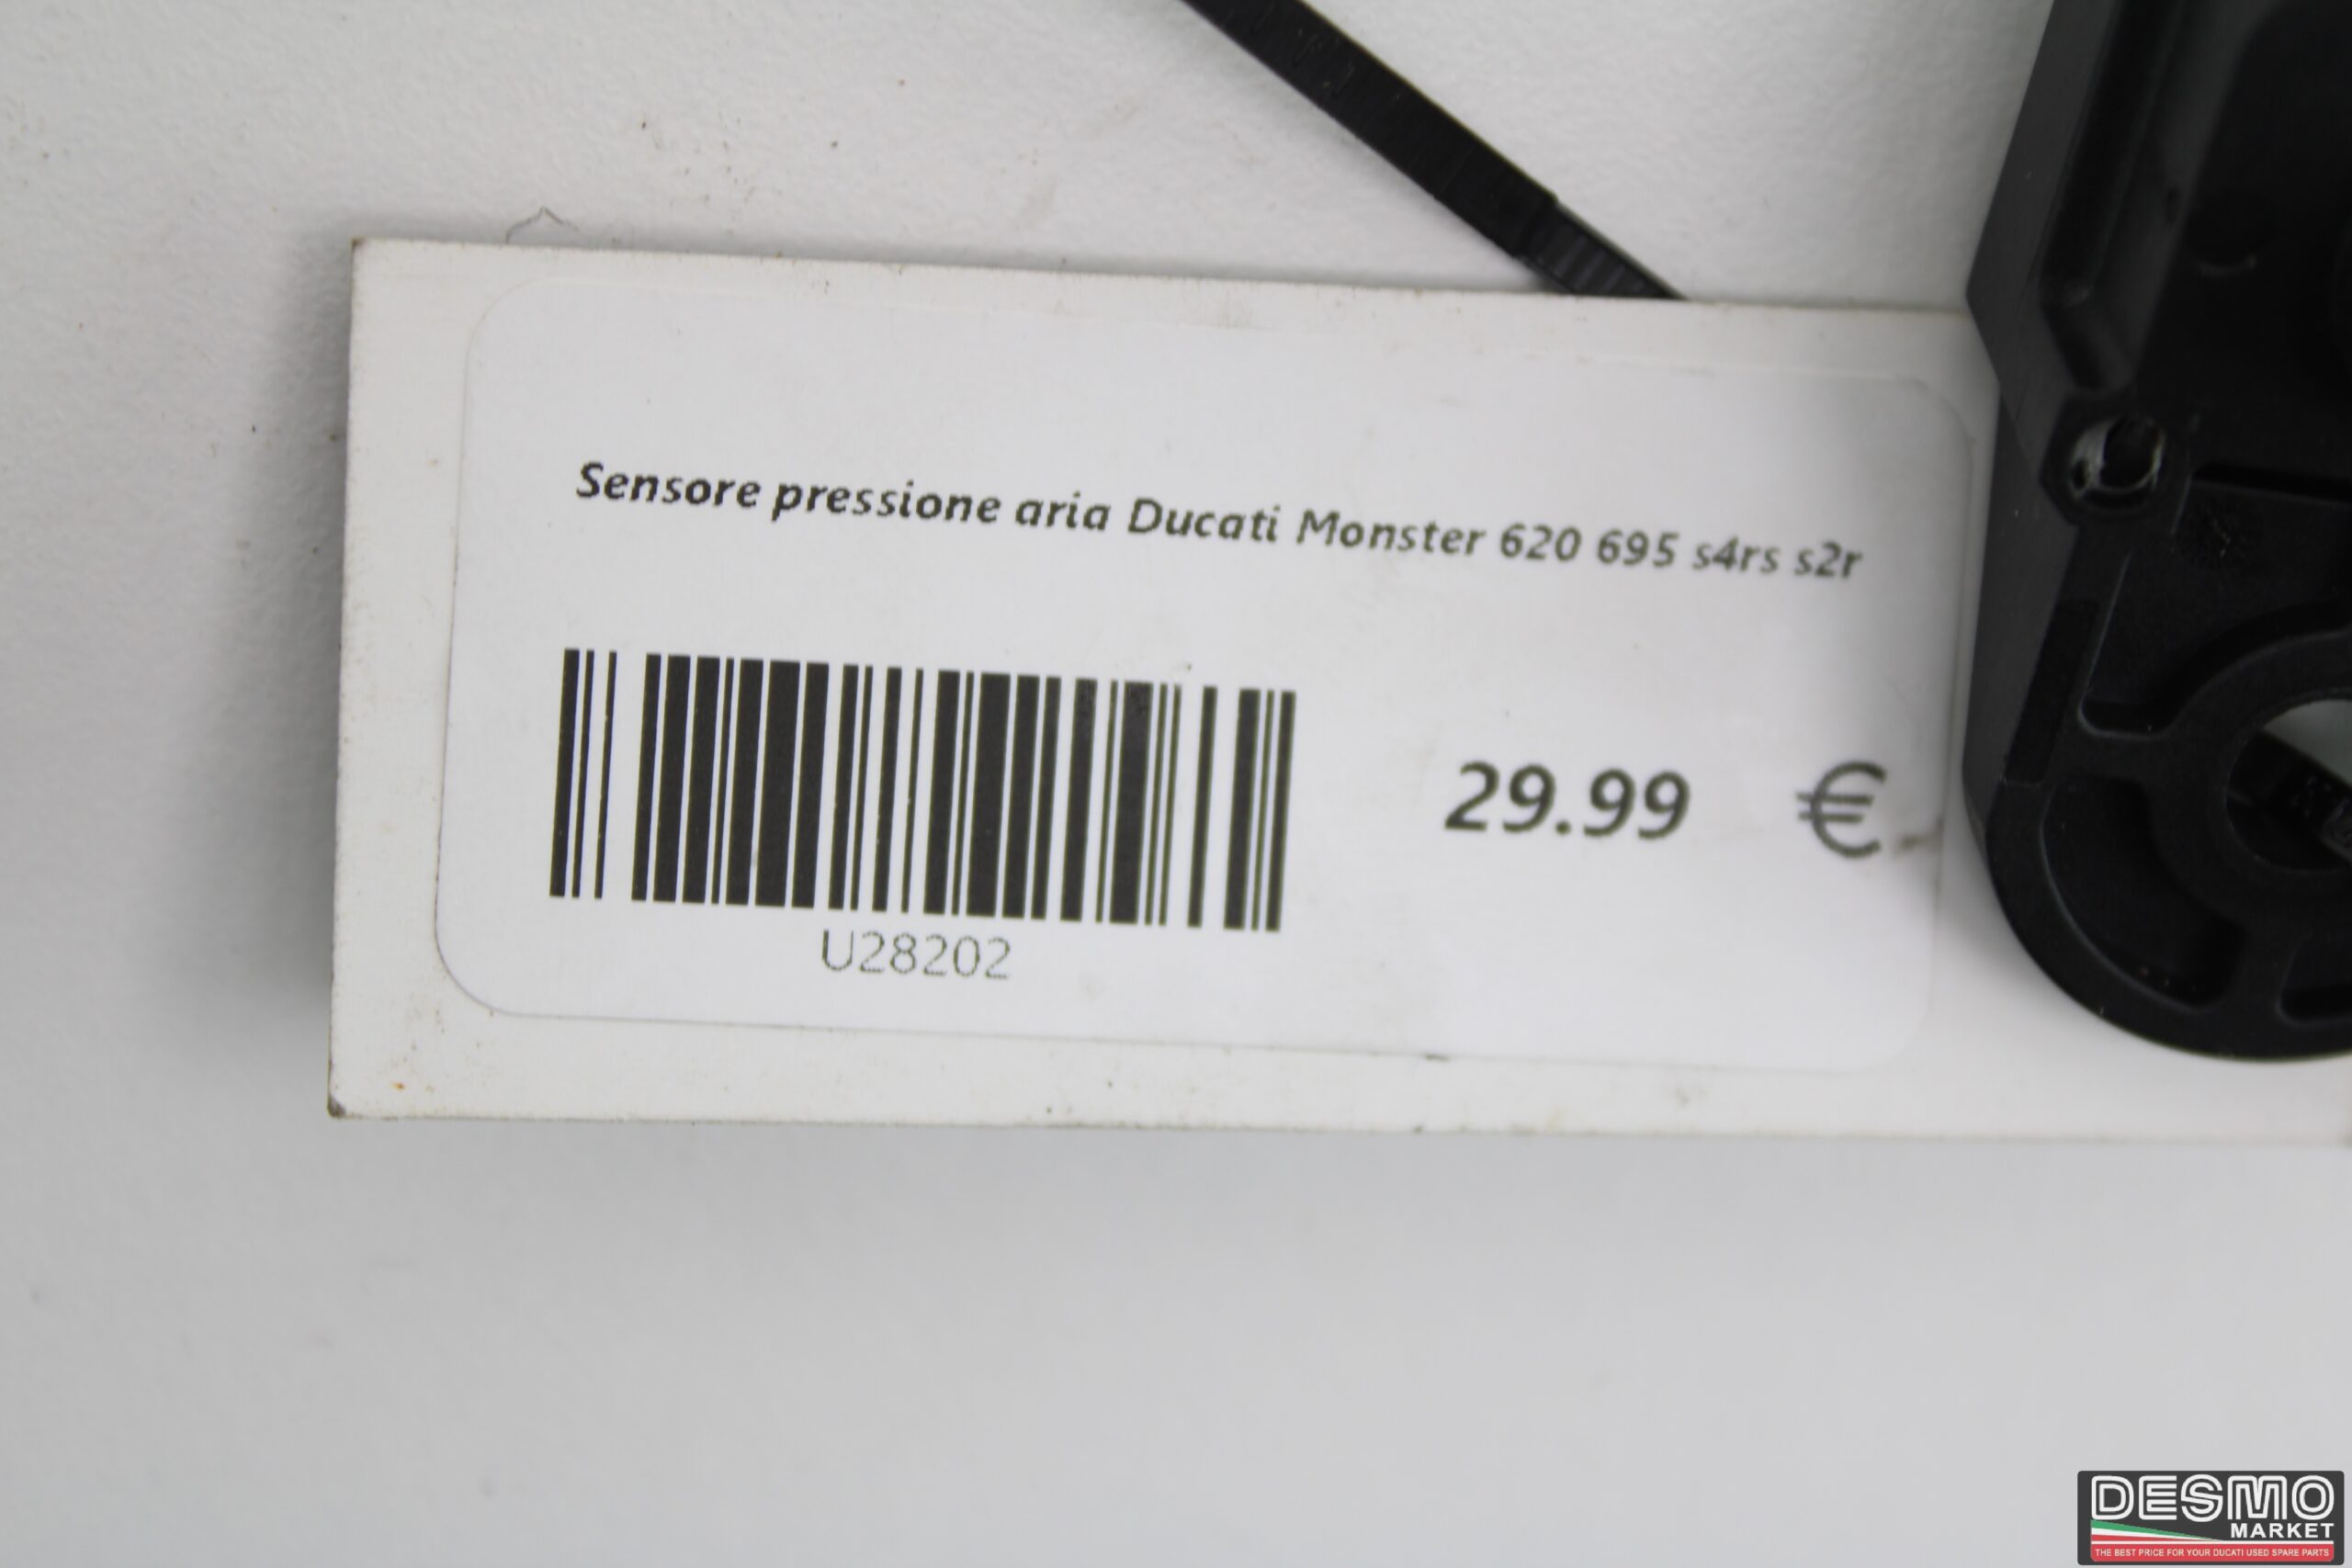 Sensore pressione aria Ducati Monster 620 695 s4rs s2r
29.99 €
U28202
DESMO
MARKET
THE BEST PRICE FOR YOUR DUCATI USED SPARE PARTS